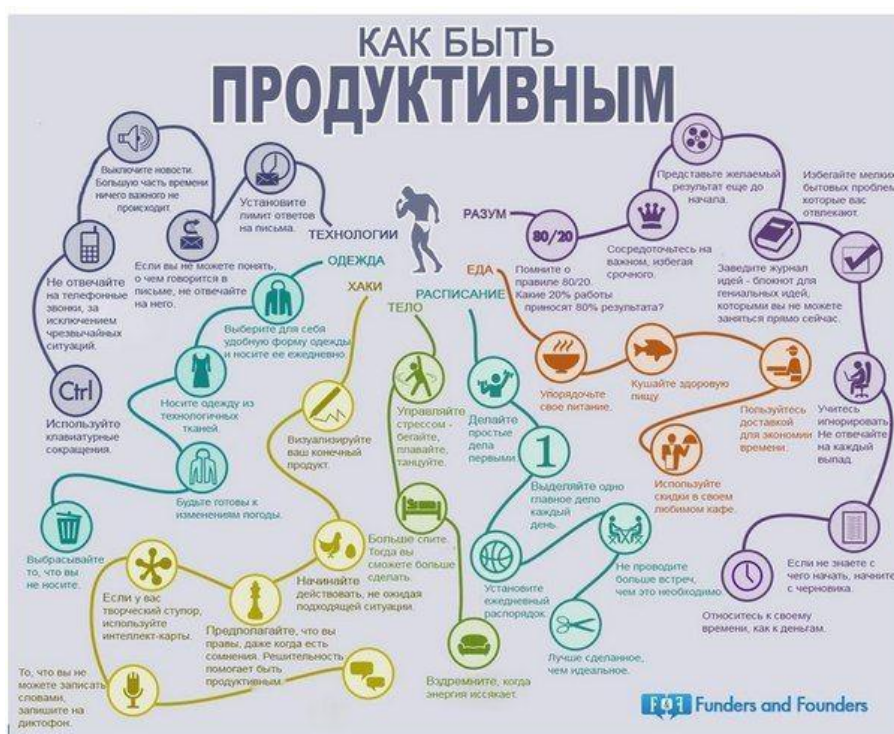 КАК БЫТЬ
ПРОДУКТИВНЫМ
ТЕХНОЛОГИИ
Установите
лимит ответов
на письма.
Если вы не можете понять,
о чем говорится в
письме, не отвечайте
на него.
Выключите новости.
Большую часть времени
ничего важного не
происходит.
Не отвечайте
на телефонные
звонки, за
исключением
чрезвычайных
ситуаций.
Ctrl
Используйте
клавиатурные
сокращения.
ОДЕЖДА
Выберите для себя
удобную форму одежды
и носите ее ежедневно.
Носите одежду из
технологичных
тканей.
Будьте готовы к
изменениям погоды.
Выбрасывайте
то, что вы
не носите.
ХАКИ
Визуализируйте
ваш конечный
продукт.
Начинайте
действовать, не ожидая
подходящей ситуации.
Предполагайте, что вы
правы, даже когда есть
сомнения. Решительность
помогает быть
продуктивным.
Если у вас
творческий ступор,
используйте
интеллект-карты.
То, что вы не
можете записать
словами,
запишите на
диктофон.
ТЕЛО
Управляйте
стрессом -
бегайте,
плавайте,
танцуйте.
Больше спите.
Тогда вы
сможете больше
сделать.
Вздремните, когда
энергия иссякает.
РАСПИСАНИЕ
Делайте
простые
дела
первыми.
1
Выделяйте одно
главное дело
каждый
день.
Установите
ежедневный
распорядок.
Не проводите
больше встреч,
чем это необходимо.
Лучше сделанное,
чем идеальное.
ЕДА
Упорядочьте
свое питание.
Кушайте здоровую
пищу.
Пользуйтесь
доставкой
для экономии
времени.
Используйте
скидки в своем
любимом кафе.
РАЗУМ
80/20
Помните о
правиле 80/20.
Какие 20% работы
приносят 80% результата?
Сосредоточьтесь на
важном, избегая
срочного.
Представьте желаемый
результат еще до
начала.
Заведите журнал
идей - блокнот для
гениальных идей,
которыми вы не можете
заняться прямо сейчас.
Избегайте мелких
бытовых проблем,
которые вас
отвлекают.
Учитесь
игнорировать.
Не отвечайте
на каждый
выпад.
Если не знаете с
чего начать, начните
с черновика.
Относитесь к своему
времени, как к деньгам.
F&F Funders and Founders